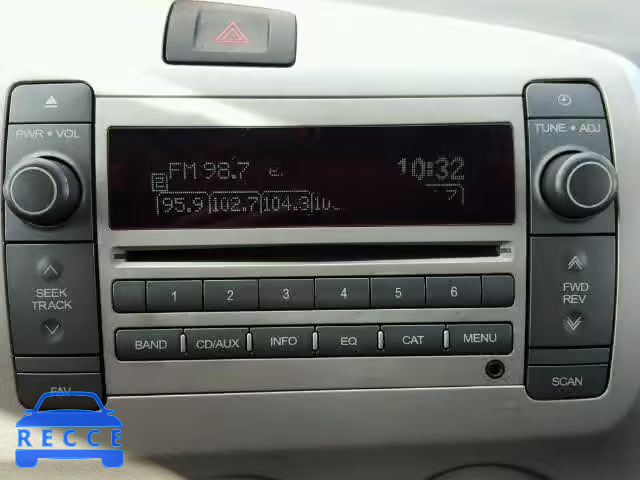 PWR • VOL
TUNE • ADJ
FM 98.7
10:32
2
95.9 102.7 104.3
SEEK
TRACK
FWD
REV
1 2 3 4 5 6
BAND CD/AUX INFO EQ CAT MENU
FAV
SCAN
RECCE